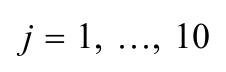 j = 1, …, 10